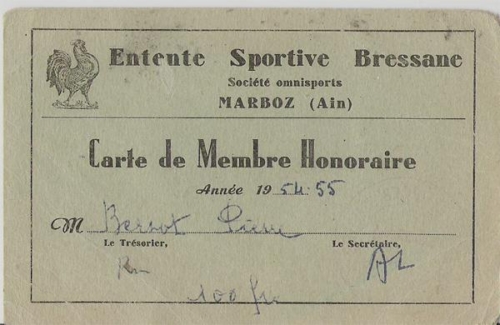 Entente Sportive Bressane
Société omnisports
MARBOZ (Ain)
Carte de Membre Honoraire
Année 1954.55
M Pierre
Le Trésorier, Le Secrétaire,
AL
100 fr